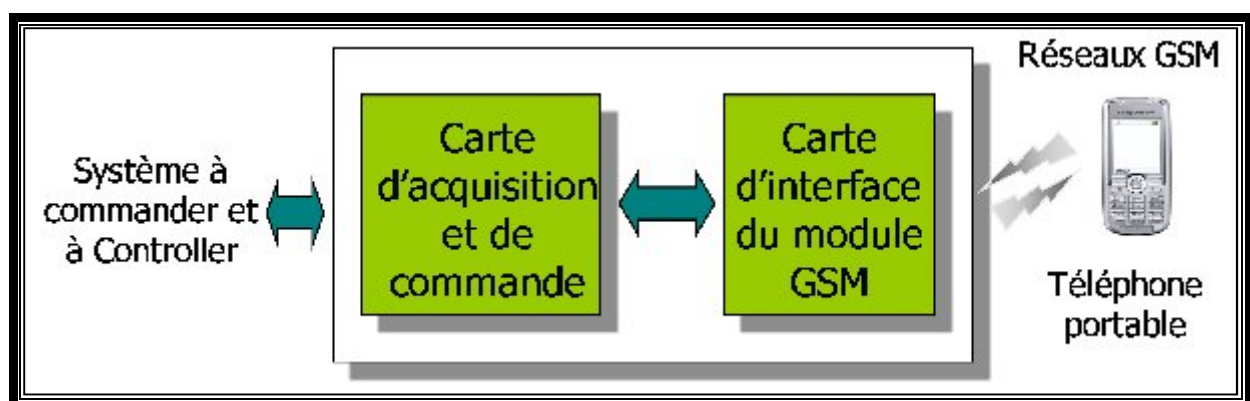 Système à
commander et
à Controller
Carte
d'acquisition
et de
commande
Carte
d'interface
du module
GSM
Réseaux GSM
Téléphone
portable